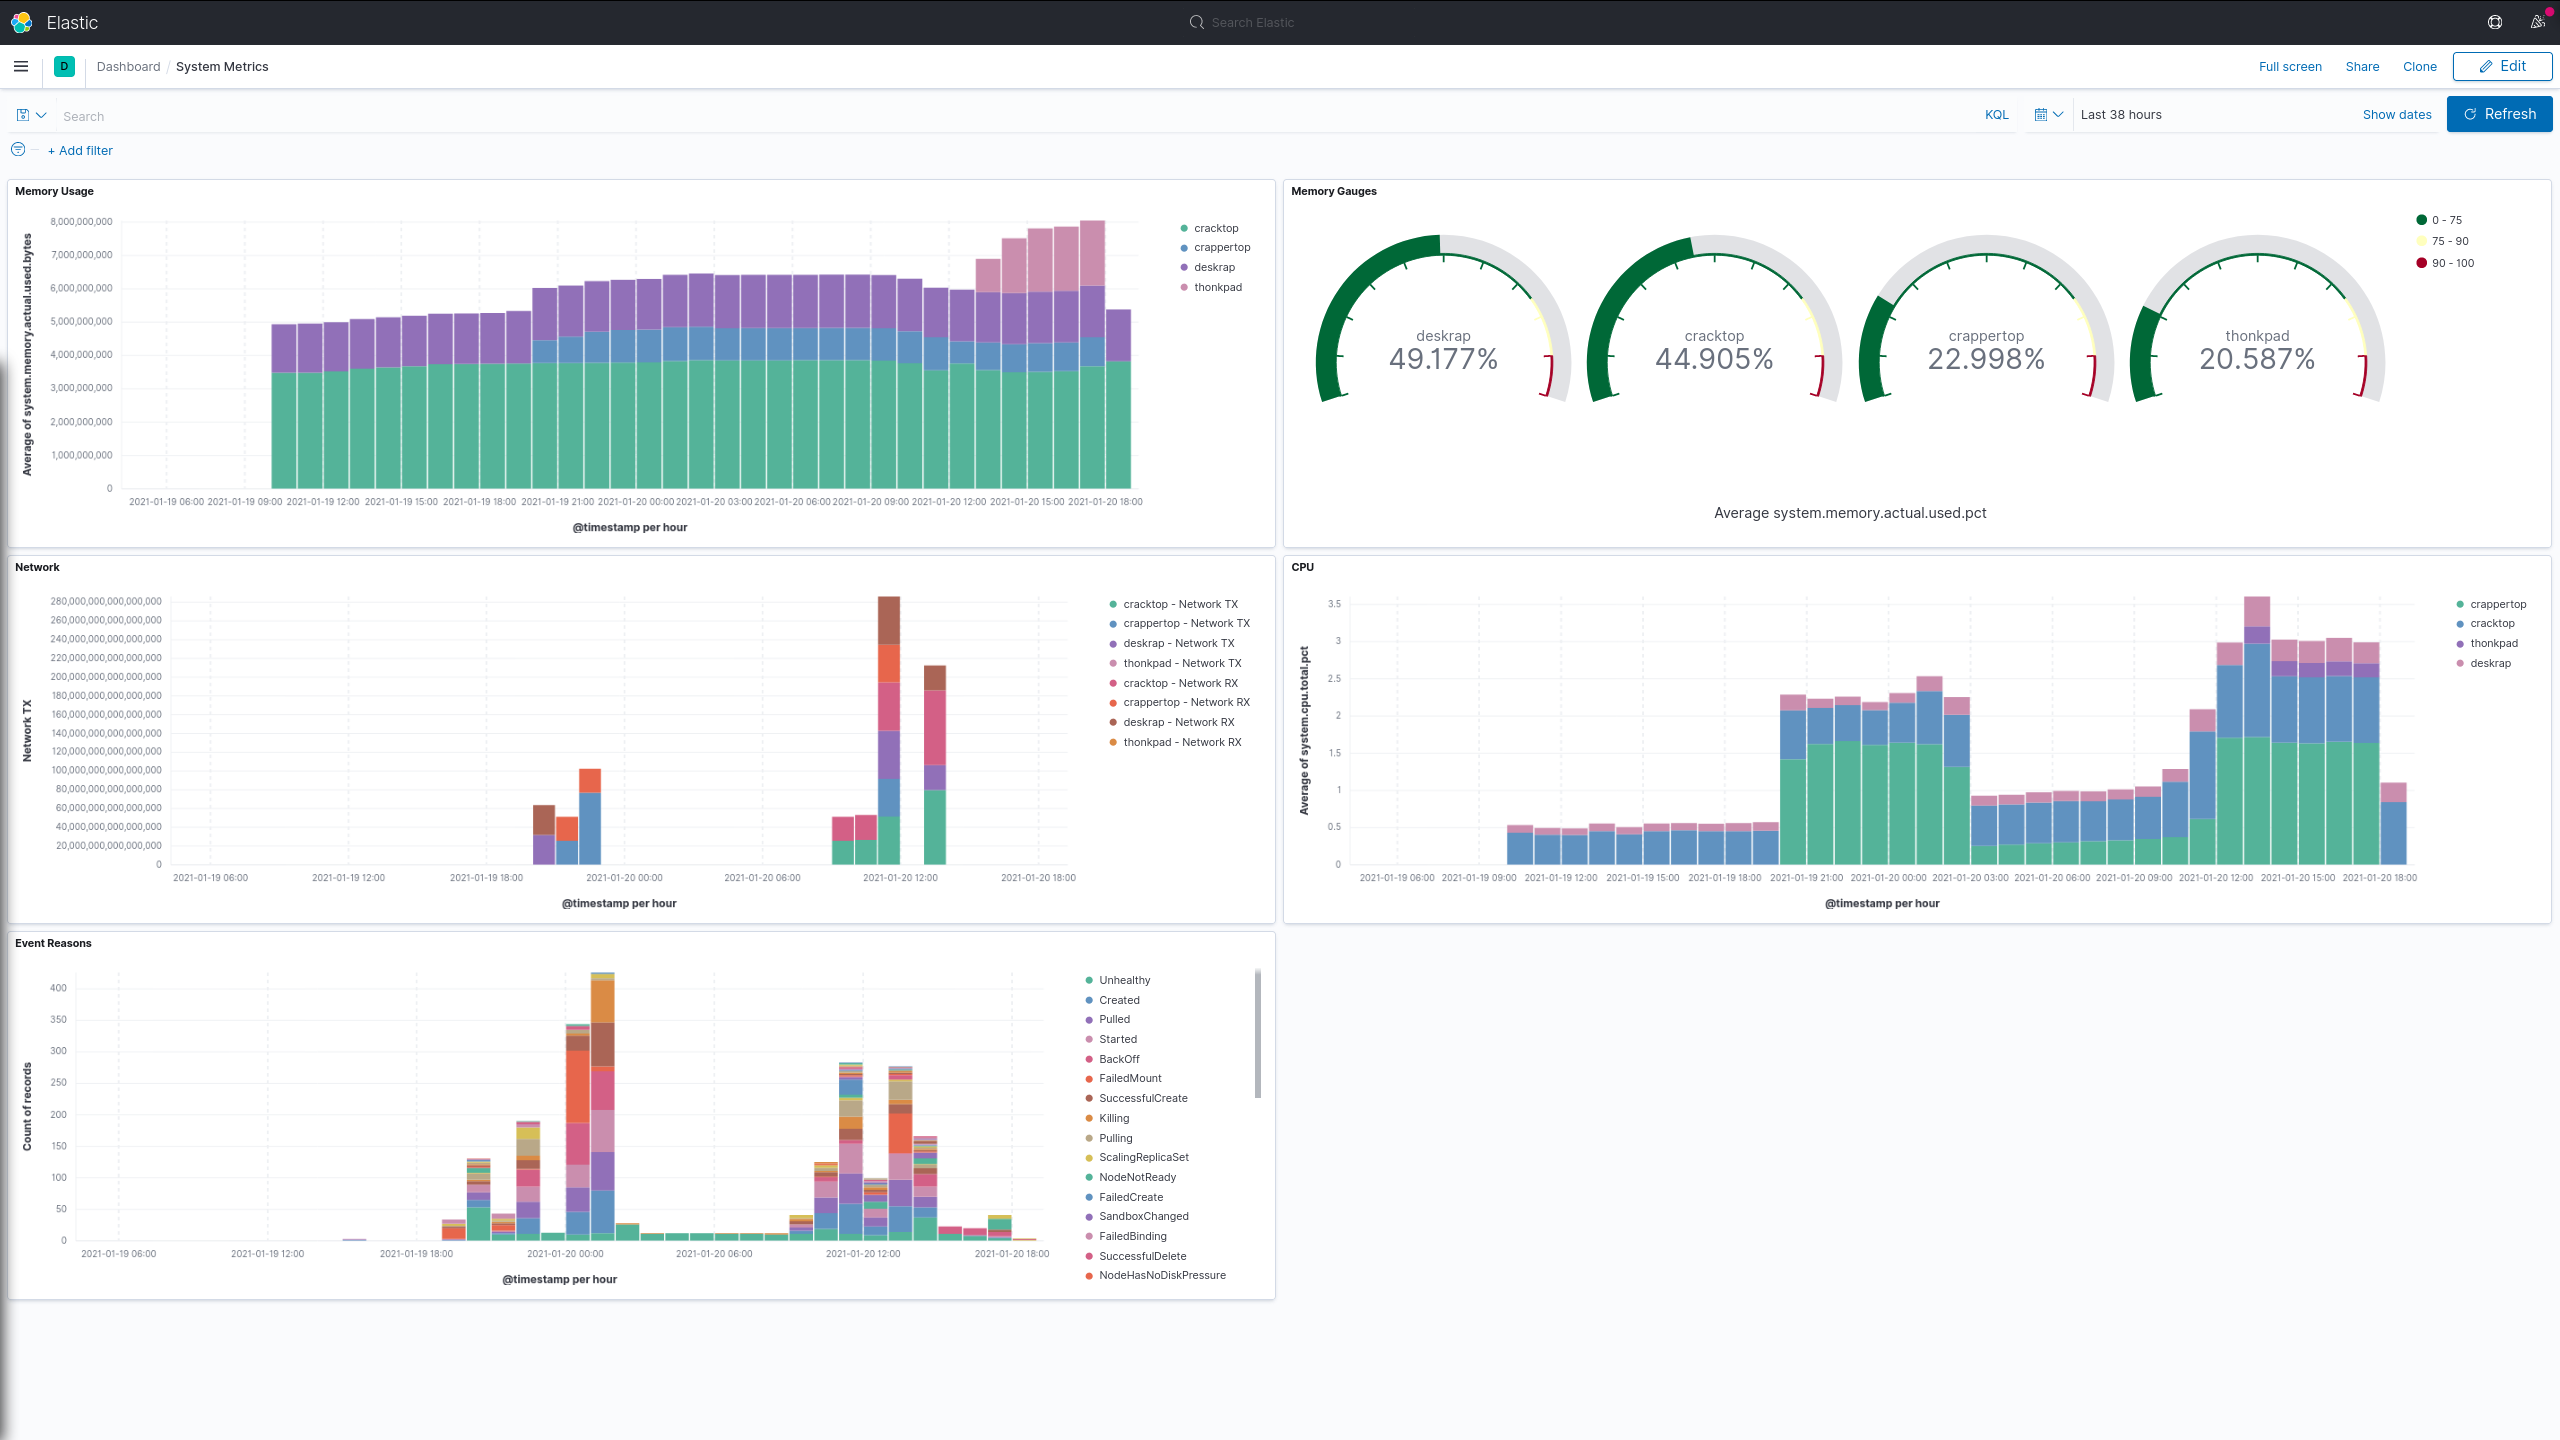 Elastic
Search Elastic
D
Dashboard / System Metrics
Full screen
Share
Clone
Edit
Search
KQL
Last 38 hours
Show dates
Refresh
+ Add filter
Memory Usage
Average of system.memory.actual.used.bytes
8,000,000,000
7,000,000,000
6,000,000,000
5,000,000,000
4,000,000,000
3,000,000,000
2,000,000,000
1,000,000,000
0
2021-01-19 06:00 2021-01-19 09:00 2021-01-19 12:00 2021-01-19 15:00 2021-01-19 18:00 2021-01-19 21:00 2021-01-20 00:00 2021-01-20 03:00 2021-01-20 06:00 2021-01-20 09:00 2021-01-20 12:00 2021-01-20 15:00 2021-01-20 18:00
@timestamp per hour
cracktop
crappertop
deskrap
thonkpad
Memory Gauges
deskrap
49.177%
cracktop
44.905%
crappertop
22.998%
thonkpad
20.587%
0 - 75
75 - 90
90 - 100
Average system.memory.actual.used.pct
Network
Network TX
280,000,000,000,000,000
260,000,000,000,000,000
240,000,000,000,000,000
220,000,000,000,000,000
200,000,000,000,000,000
180,000,000,000,000,000
160,000,000,000,000,000
140,000,000,000,000,000
120,000,000,000,000,000
100,000,000,000,000,000
80,000,000,000,000,000
60,000,000,000,000,000
40,000,000,000,000,000
20,000,000,000,000,000
0
2021-01-19 06:00 2021-01-19 12:00 2021-01-19 18:00 2021-01-20 00:00 2021-01-20 06:00 2021-01-20 12:00 2021-01-20 18:00
@timestamp per hour
cracktop - Network TX
crappertop - Network TX
deskrap - Network TX
thonkpad - Network TX
cracktop - Network RX
crappertop - Network RX
deskrap - Network RX
thonkpad - Network RX
CPU
Average of system.cpu.total.pct
3.5
3
2.5
2
1.5
1
0.5
0
2021-01-19 06:00 2021-01-19 09:00 2021-01-19 12:00 2021-01-19 15:00 2021-01-19 18:00 2021-01-19 21:00 2021-01-20 00:00 2021-01-20 03:00 2021-01-20 06:00 2021-01-20 09:00 2021-01-20 12:00 2021-01-20 15:00 2021-01-20 18:00
@timestamp per hour
crappertop
cracktop
thonkpad
deskrap
Event Reasons
Count of records
400
350
300
250
200
150
100
50
0
2021-01-19 06:00 2021-01-19 12:00 2021-01-19 18:00 2021-01-20 00:00 2021-01-20 06:00 2021-01-20 12:00 2021-01-20 18:00
@timestamp per hour
Unhealthy
Created
Pulled
Started
BackOff
FailedMount
SuccessfulCreate
Killing
Pulling
ScalingReplicaSet
NodeNotReady
FailedCreate
SandboxChanged
FailedBinding
SuccessfulDelete
NodeHasNoDiskPressure